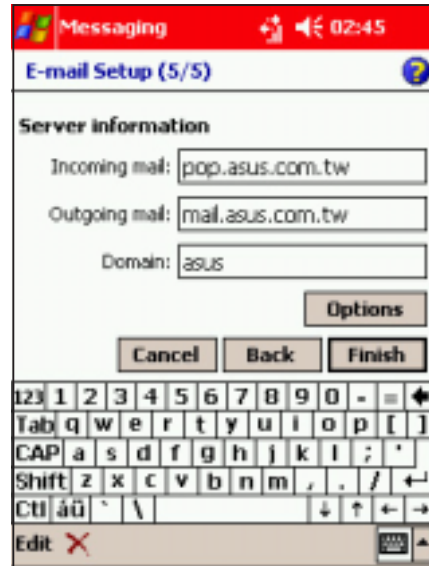 Messaging 02:45
E-mail Setup (5/5) ?
Server information
Incoming mail: pop.asus.com.tw
Outgoing mail: mail.asus.com.tw
Domain: asus
Options
Cancel Back Finish
123 1 2 3 4 5 6 7 8 9 0 - = ←
Tab q w e r t y u i o p [ ]
CAP a s d f g h j k l ; '
Shift z x c v b n m , . / ↵
Ctl áü ` \ ↓ ↑ ← →
Edit